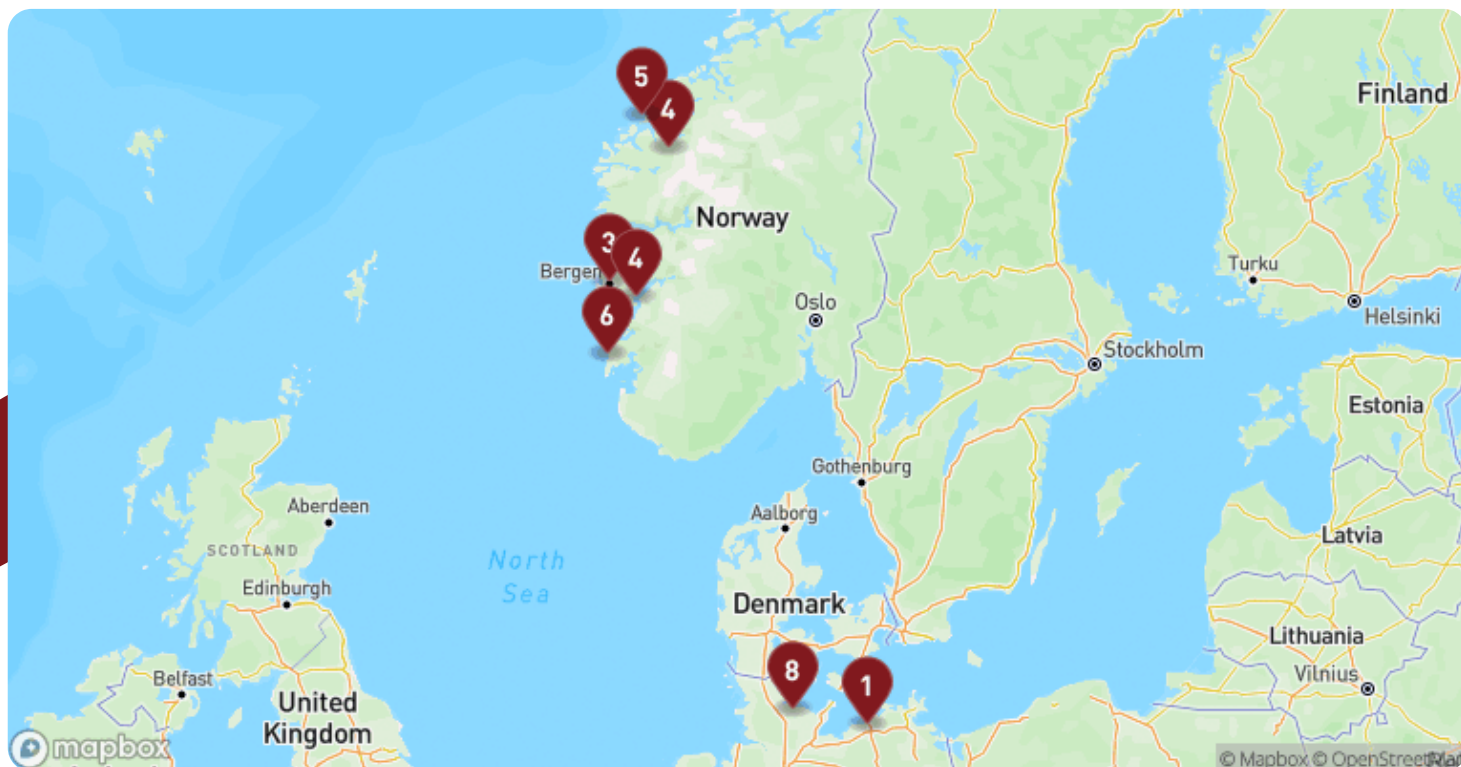 5
4
Finland
Norway
3
4
Bergen
Turku
6
Oslo
Helsinki
Stockholm
Estonia
Gothenburg
Aberdeen
Aalborg
Latvia
SCOTLAND
North
Sea
Edinburgh
Denmark
Lithuania
8
1
Belfast
Vilnius
United
Kingdom
mapbox
© Mapbox © OpenStreetMap